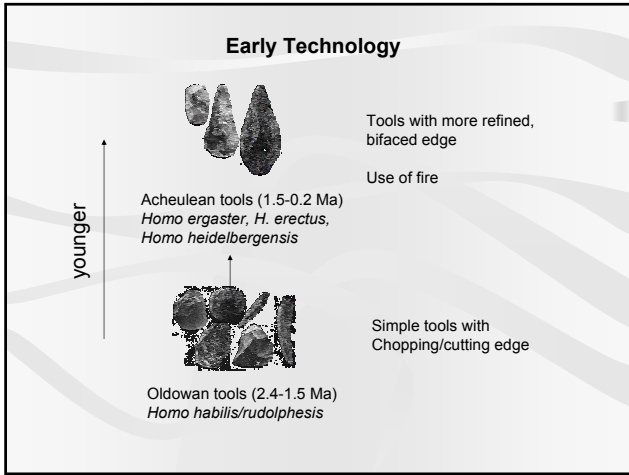 Early Technology
Tools with more refined,
bifaced edge
Use of fire
Acheulean tools (1.5-0.2 Ma)
Homo ergaster, H. erectus,
Homo heidelbergensis
younger
Simple tools with
Chopping/cutting edge
Oldowan tools (2.4-1.5 Ma)
Homo habilis/rudolphesis